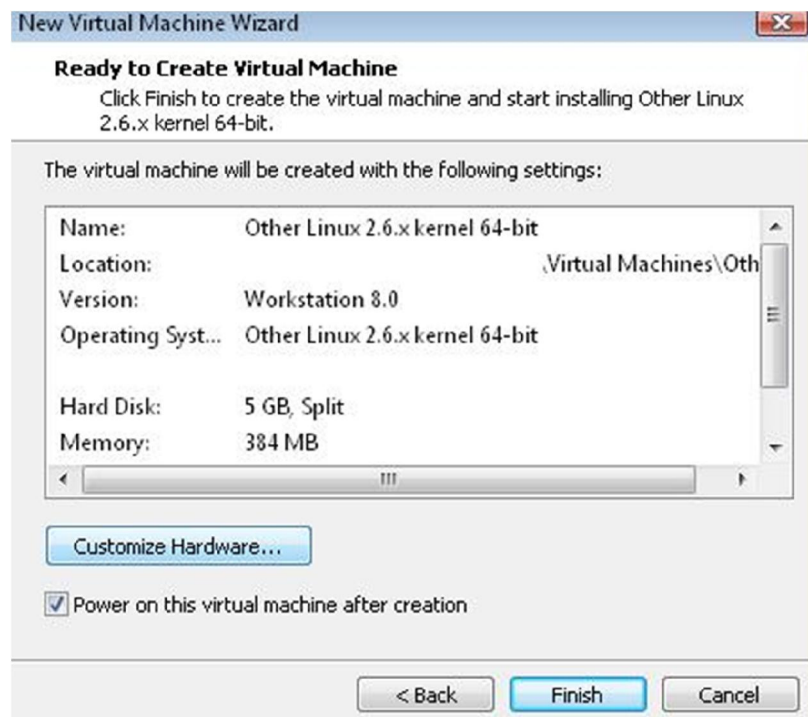 New Virtual Machine Wizard
Ready to Create Virtual Machine
Click Finish to create the virtual machine and start installing Other Linux
2.6.x kernel 64-bit.
The virtual machine will be created with the following settings:
Name: Other Linux 2.6.x kernel 64-bit
Location: \Virtual Machines\Oth
Version: Workstation 8.0
Operating Syst... Other Linux 2.6.x kernel 64-bit
Hard Disk: 5 GB, Split
Memory: 384 MB
Customize Hardware...
Power on this virtual machine after creation
< Back Finish Cancel